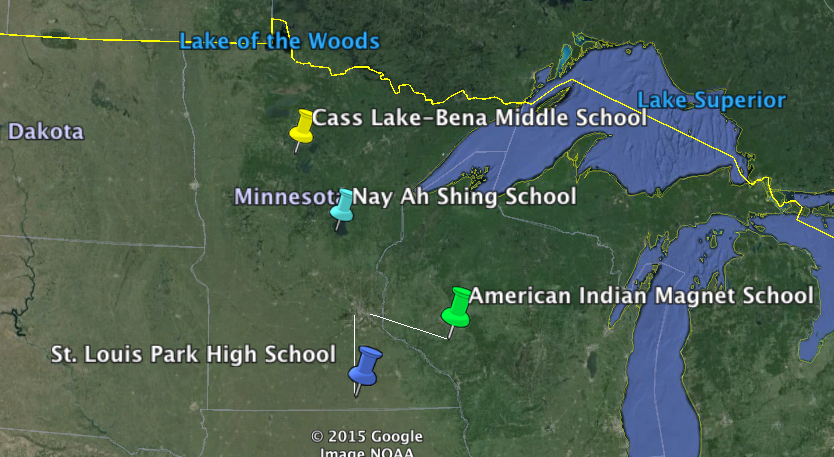 Lake of the Woods
Lake Superior
Cass Lake-Bena Middle School
Dakota
Minnesota
Nay Ah Shing School
American Indian Magnet School
St. Louis Park High School
© 2015 Google
Image NOAA